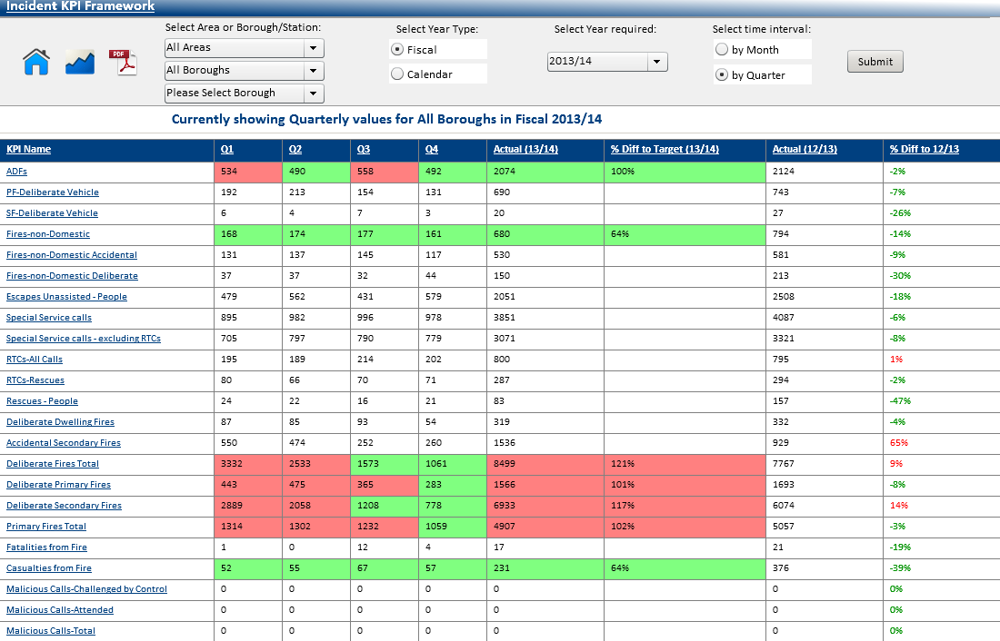 Incident KPI Framework
Select Area or Borough/Station: Select Year Type: Select Year required: Select time interval:
All Areas Fiscal 2013/14 by Month
PDF All Boroughs Calendar by Quarter Submit
Please Select Borough
Currently showing Quarterly values for All Boroughs in Fiscal 2013/14
KPI Name Q1 Q2 Q3 Q4 Actual (13/14) % Diff to Target (13/14) Actual (12/13) % Diff to 12/13
ADFs 534 490 558 492 2074 100% 2124 -2%
PF-Deliberate Vehicle 192 213 154 131 690 743 -7%
SF-Deliberate Vehicle 6 4 7 3 20 27 -26%
Fires-non-Domestic 168 174 177 161 680 64% 794 -14%
Fires-non-Domestic Accidental 131 137 145 117 530 581 -9%
Fires-non-Domestic Deliberate 37 37 32 44 150 213 -30%
Escapes Unassisted - People 479 562 431 579 2051 2508 -18%
Special Service calls 895 982 996 978 3851 4087 -6%
Special Service calls - excluding RTCs 705 797 790 779 3071 3321 -8%
RTCs-All Calls 195 189 214 202 800 795 1%
RTCs-Rescues 80 66 70 71 287 294 -2%
Rescues - People 24 22 16 21 83 157 -47%
Deliberate Dwelling Fires 87 85 93 54 319 332 -4%
Accidental Secondary Fires 550 474 252 260 1536 929 65%
Deliberate Fires Total 3332 2533 1573 1061 8499 121% 7767 9%
Deliberate Primary Fires 443 475 365 283 1566 101% 1693 -8%
Deliberate Secondary Fires 2889 2058 1208 778 6933 117% 6074 14%
Primary Fires Total 1314 1302 1232 1059 4907 102% 5057 -3%
Fatalities from Fire 1 0 12 4 17 21 -19%
Casualties from Fire 52 55 67 57 231 64% 376 -39%
Malicious Calls-Challenged by Control 0 0 0 0 0 0 0%
Malicious Calls-Attended 0 0 0 0 0 0 0%
Malicious Calls-Total 0 0 0 0 0 0 0%